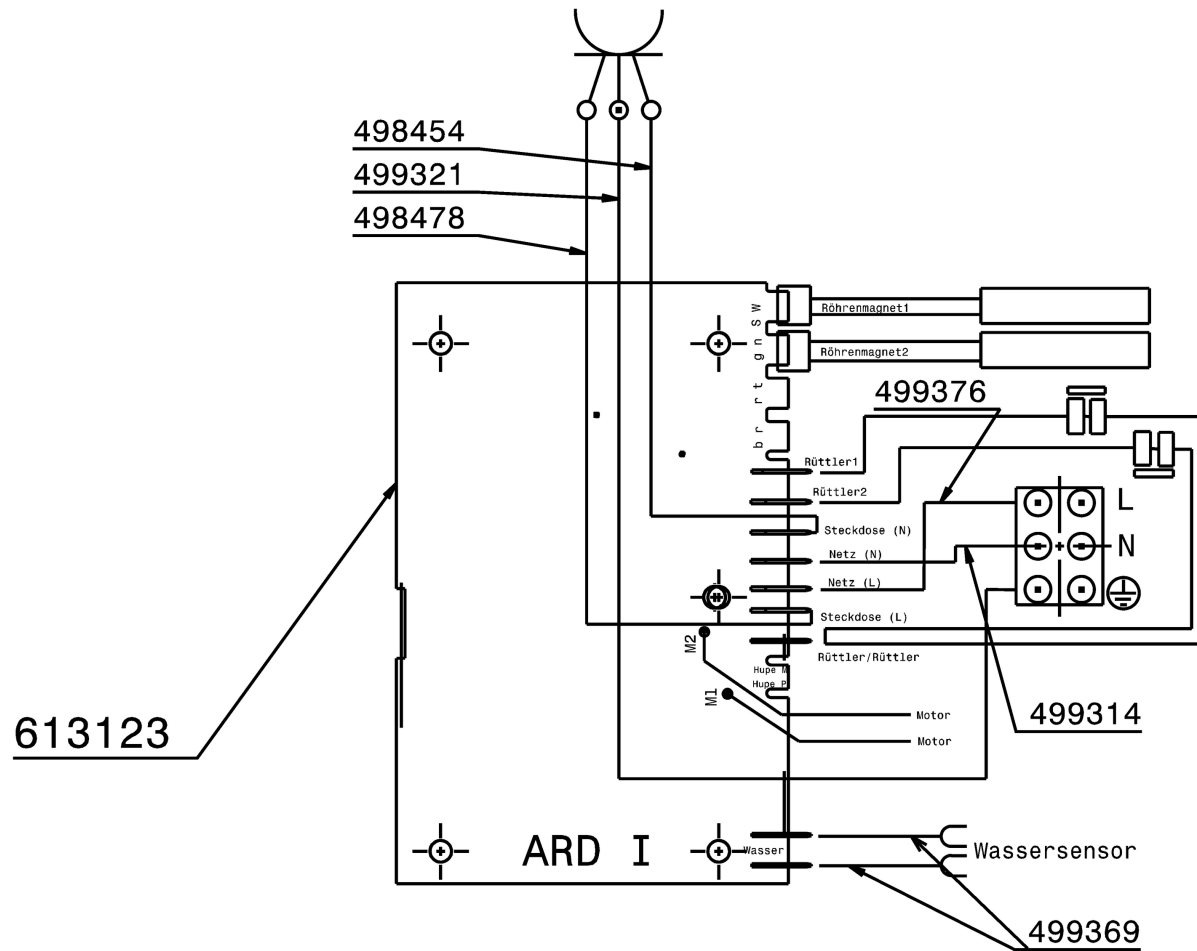 498454
499321
498478
Röhrenmagnet1
SW
Röhrenmagnet2
gn
499376
rt
br
Rüttler1
Rüttler2
L
Steckdose (N)
Netz (N)
N
Netz (L)
Steckdose (L)
M2
Rüttler/Rüttler
Hupe M
Hupe P
M1
Motor
499314
613123
Motor
ARD I
Wasser
Wassersensor
499369